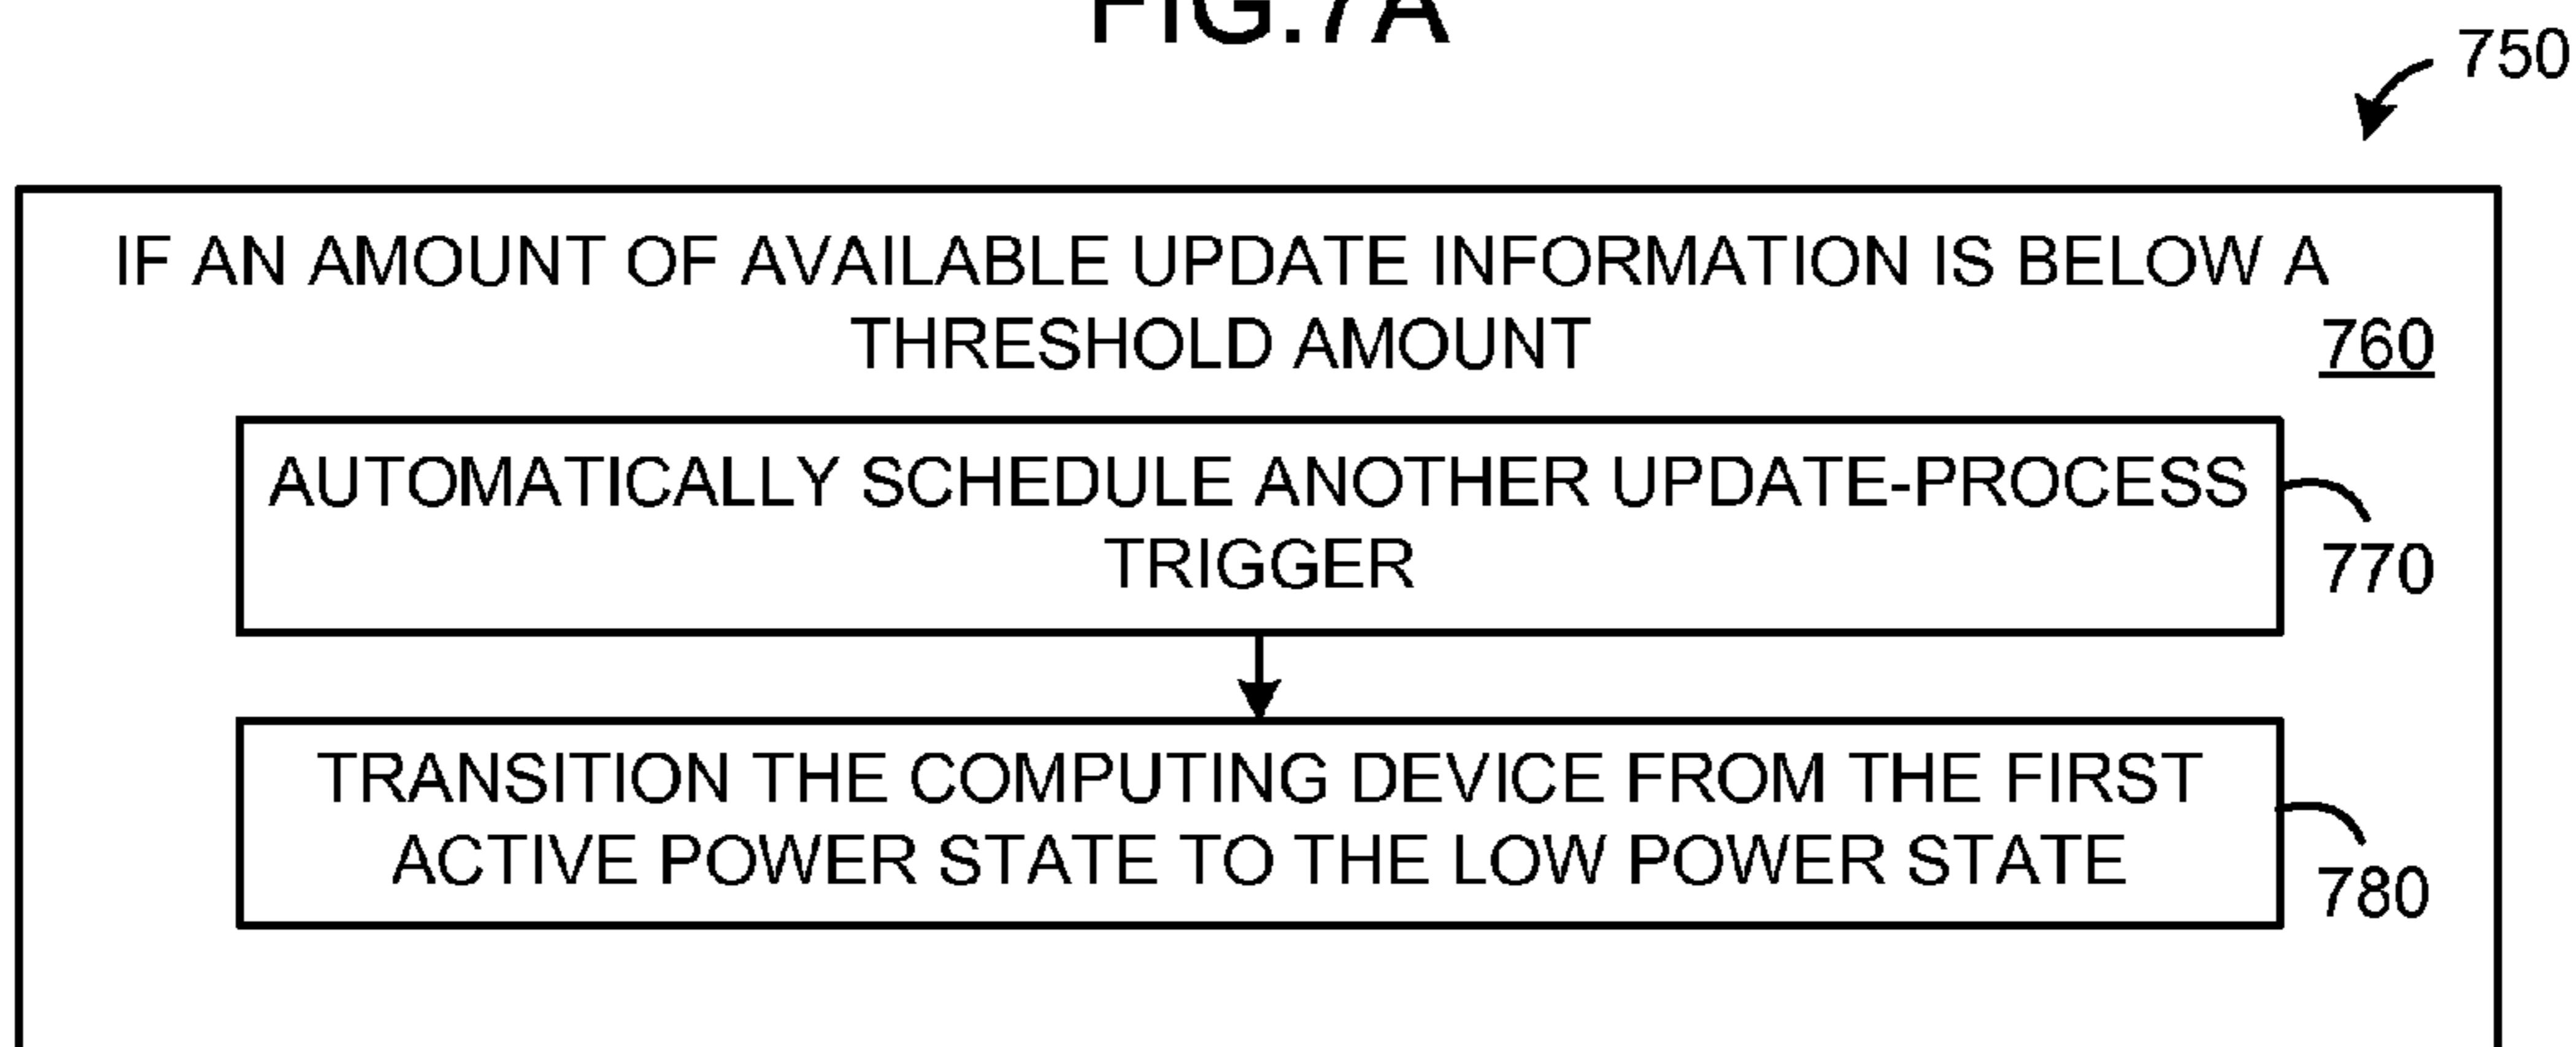 FIG.7A
750
IF AN AMOUNT OF AVAILABLE UPDATE INFORMATION IS BELOW A
THRESHOLD AMOUNT
760
AUTOMATICALLY SCHEDULE ANOTHER UPDATE-PROCESS
TRIGGER
770
TRANSITION THE COMPUTING DEVICE FROM THE FIRST
ACTIVE POWER STATE TO THE LOW POWER STATE
780